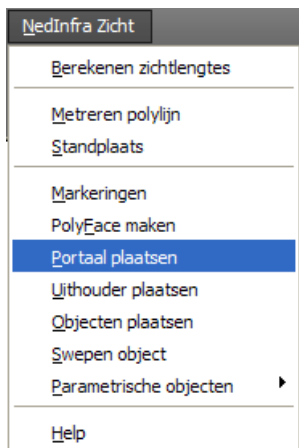 NedInfra Zicht
Berekenen zichtlengtes
Metreren polylijn
Standplaats
Markeringen
PolyFace maken
Portaal plaatsen
Uithouder plaatsen
Objecten plaatsen
Swepen object
Parametrische objecten
Help